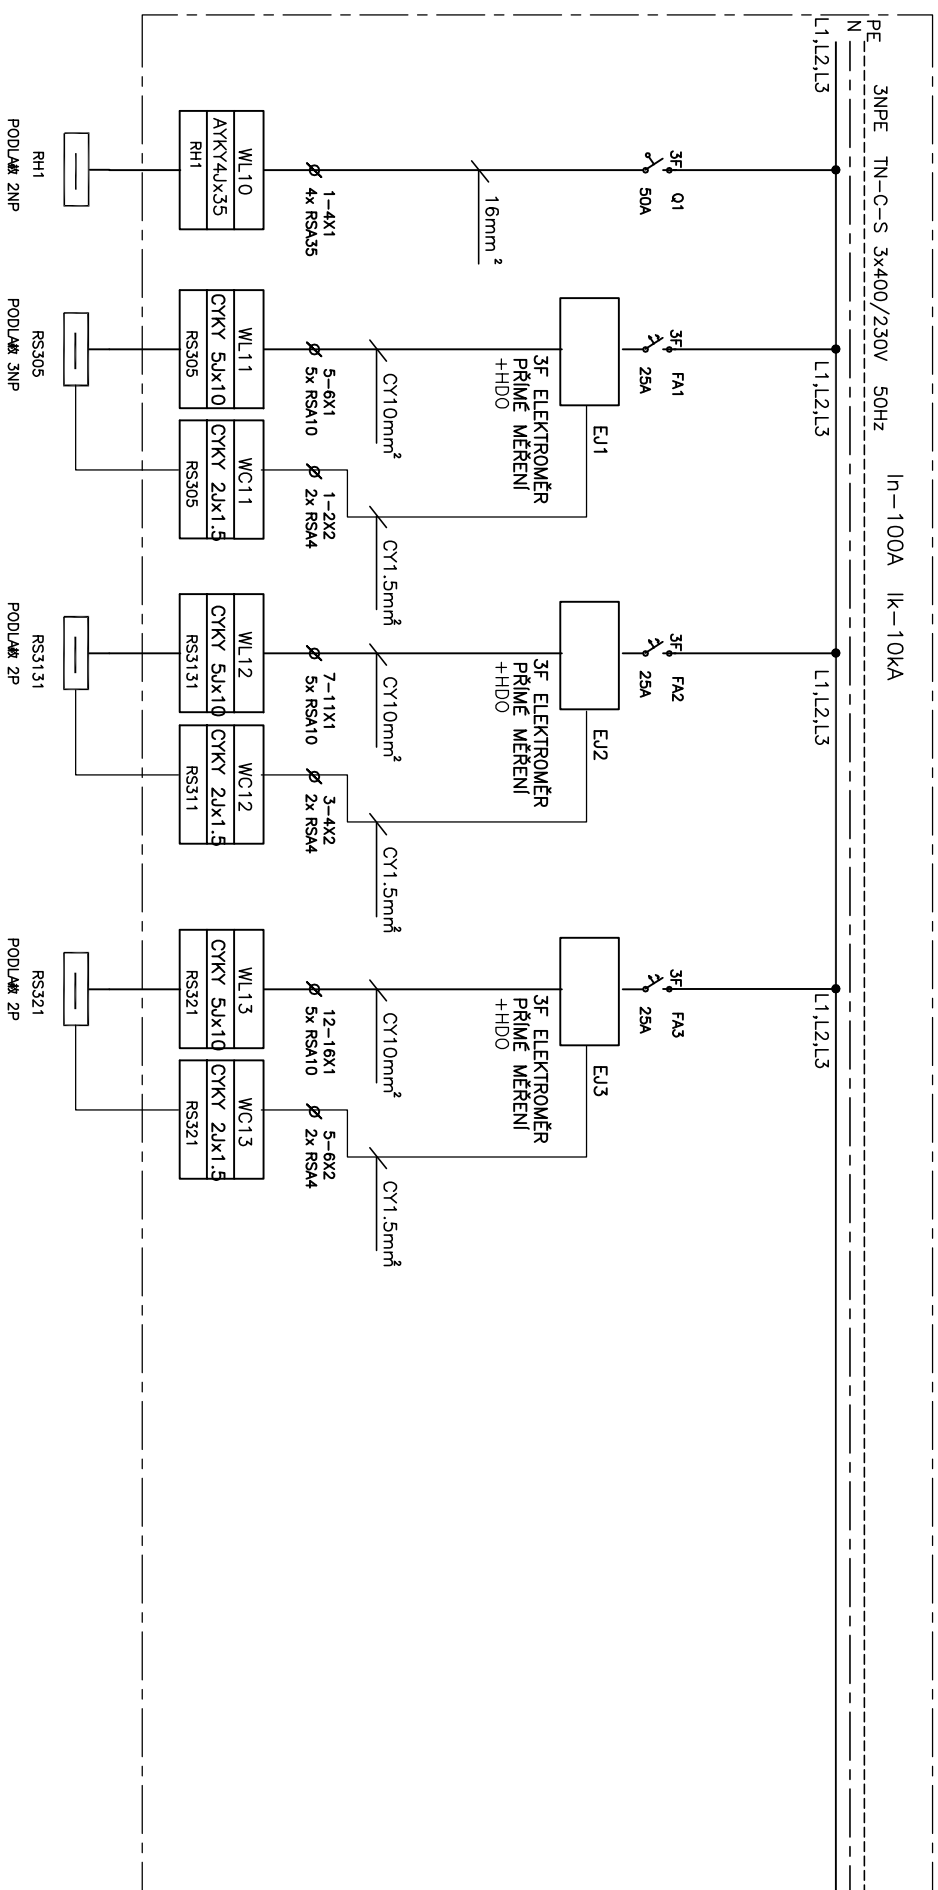 PE
N
L1,L2,L3
3NPE TN-C-S 3x400/230V 50Hz
In-100A Ik-10kA
L1,L2,L3
L1,L2,L3
L1,L2,L3
3F Q1
50A
16mm²
1-4X1
4x RSA35
WL10
AYKY4Jx35
RH1
RH1
2NP
3F FA1
25A
EJ1
3F ELEKTROMĚR
PŘÍMÉ MĚŘENÍ
+HDO
CY10mm²
CY1.5mm²
5-6X1
5x RSA10
1-2X2
2x RSA4
WL11
CYKY 5Jx10
RS305
WC11
CYKY 2Jx1.5
RS305
RS305
3NP
3F FA2
25A
EJ2
3F ELEKTROMĚR
PŘÍMÉ MĚŘENÍ
+HDO
CY10mm²
CY1.5mm²
7-11X1
5x RSA10
3-4X2
2x RSA4
WL12
CYKY 5Jx10
RS3131
WC12
CYKY 2Jx1.5
RS311
RS3131
2P
3F FA3
25A
EJ3
3F ELEKTROMĚR
PŘÍMÉ MĚŘENÍ
+HDO
CY10mm²
CY1.5mm²
12-16X1
5x RSA10
5-6X2
2x RSA4
WL13
CYKY 5Jx10
RS321
WC13
CYKY 2Jx1.5
RS321
RS321
2P